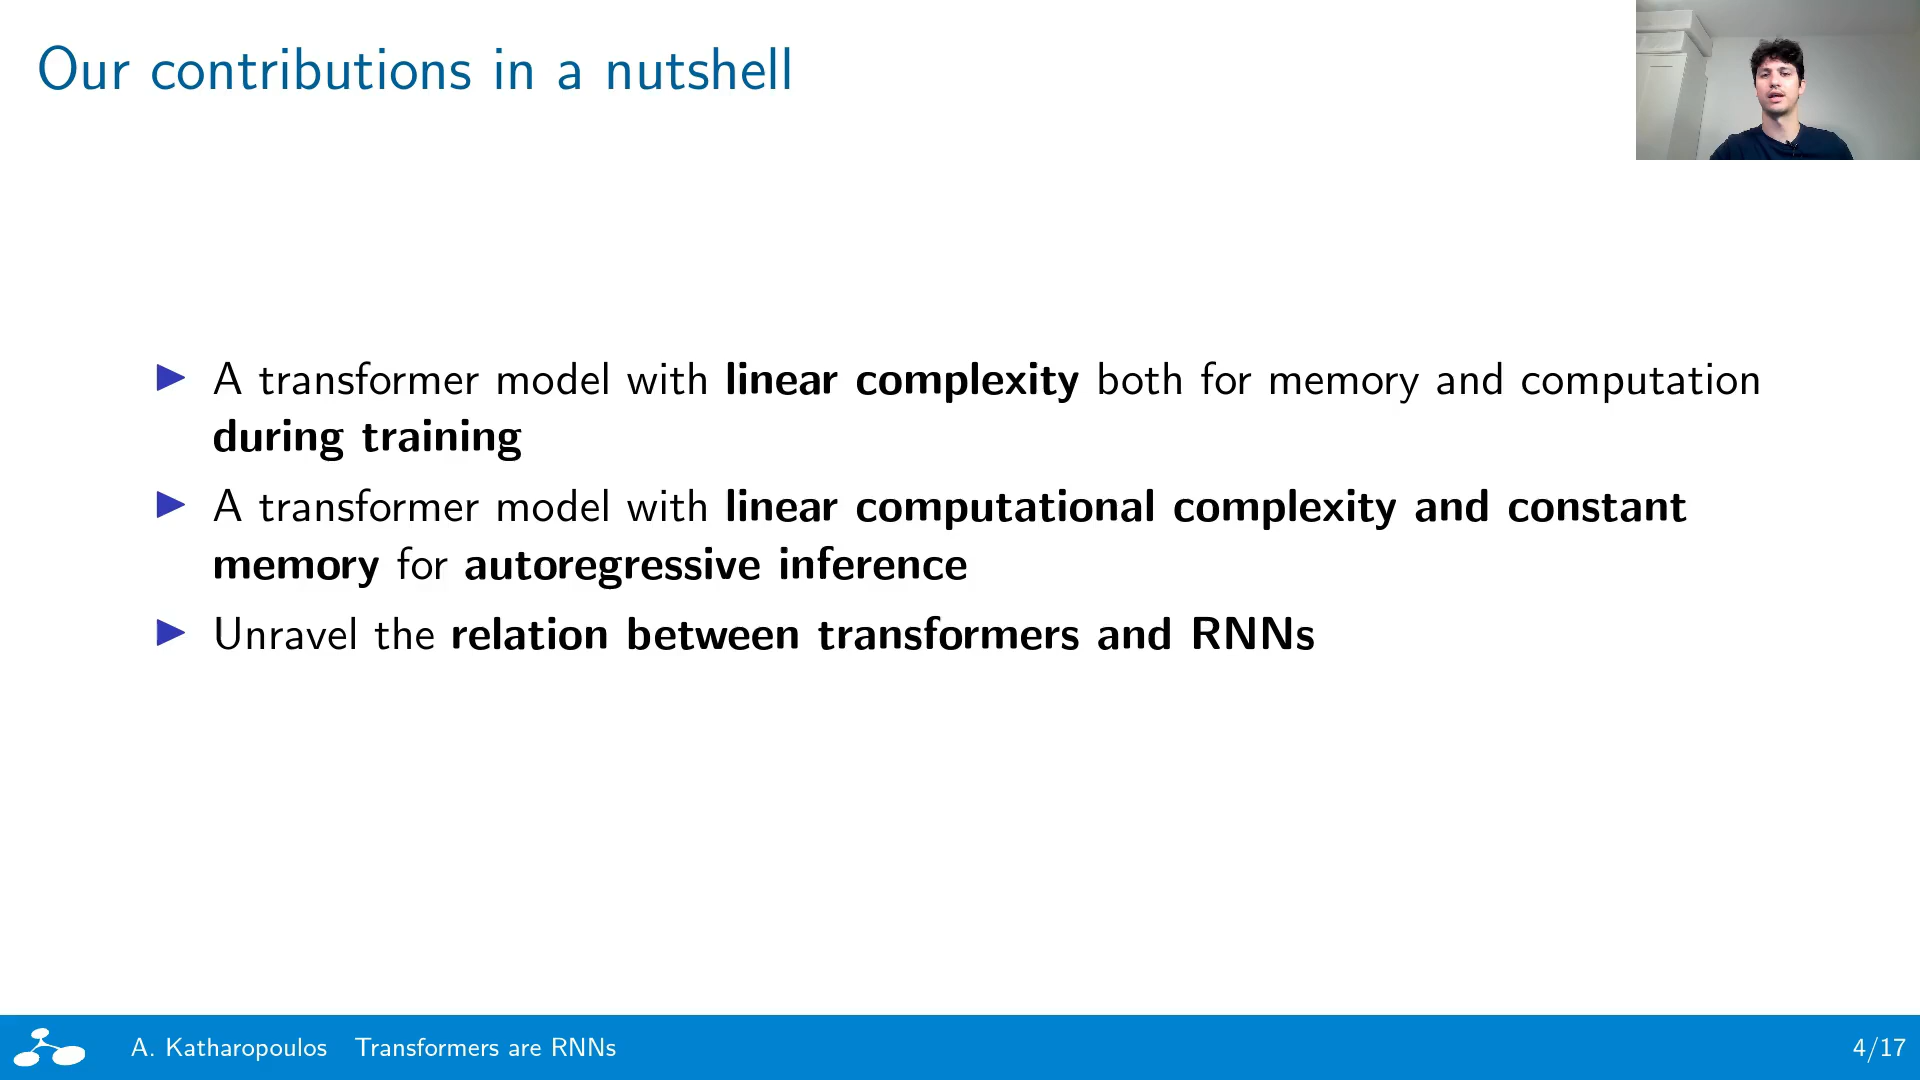 Our contributions in a nutshell
A transformer model with linear complexity both for memory and computation
during training
A transformer model with linear computational complexity and constant
memory for autoregressive inference
Unravel the relation between transformers and RNNs
A. Katharopoulos Transformers are RNNs 4/17